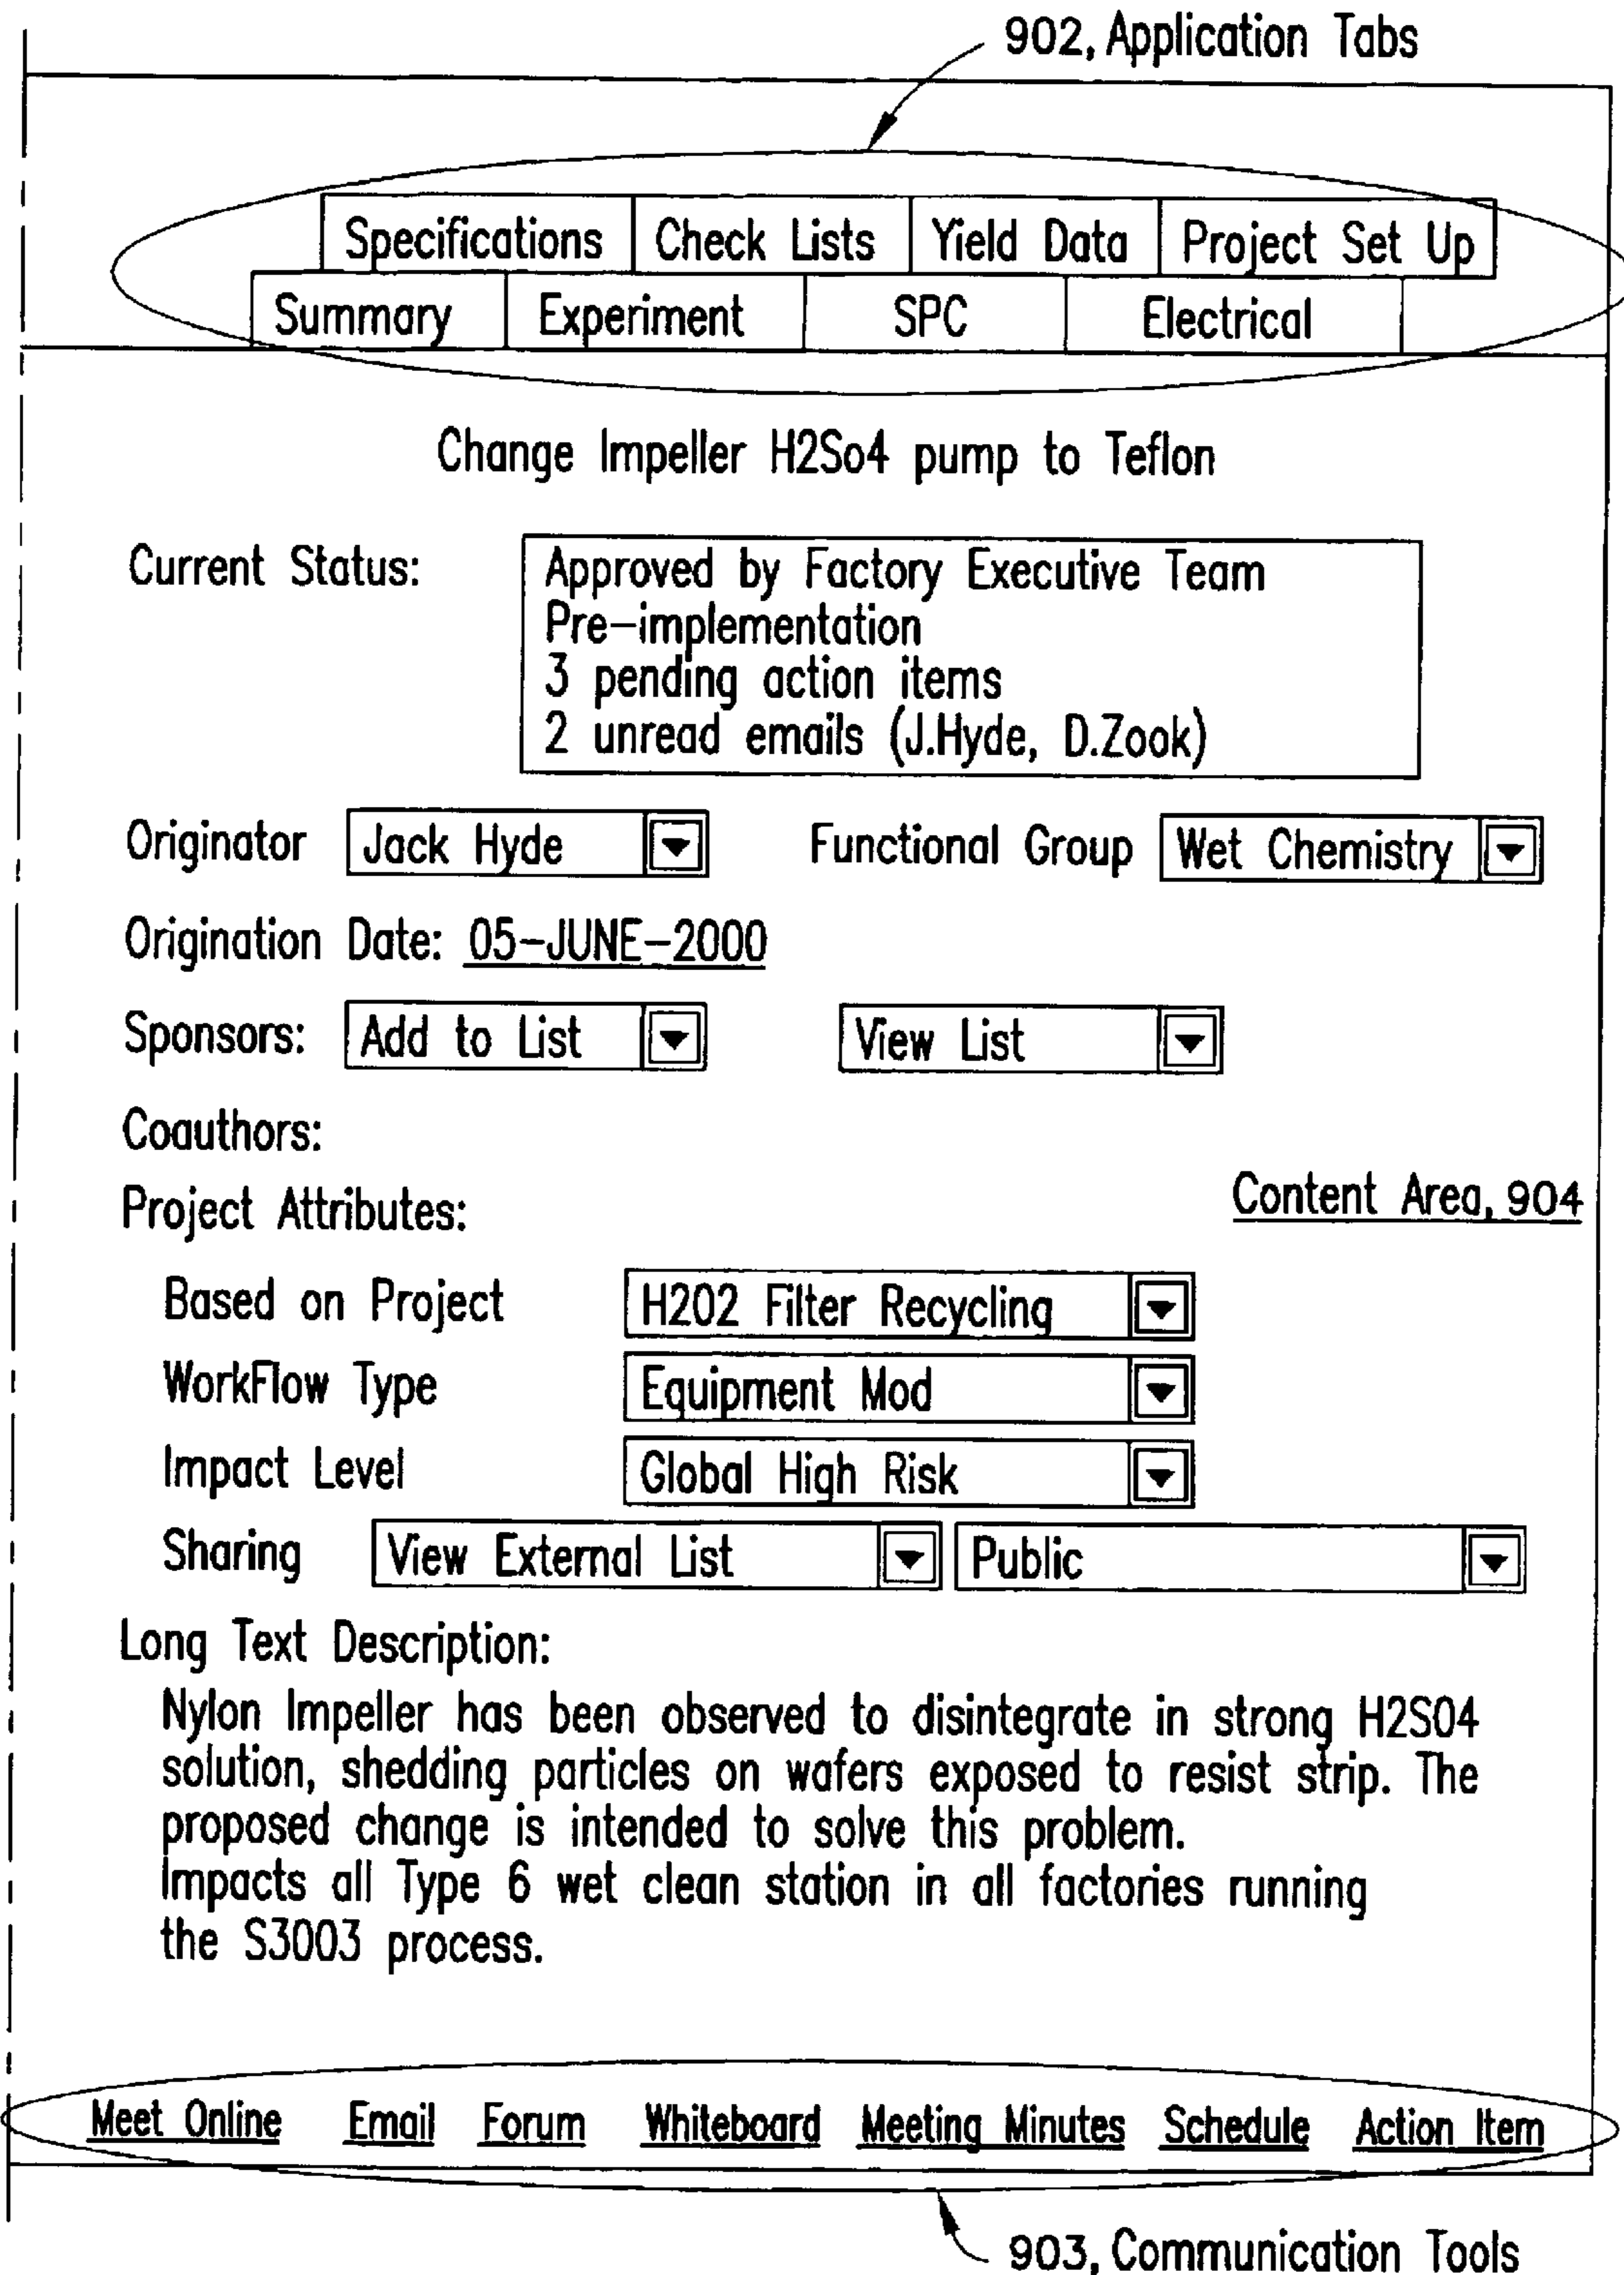 902, Application Tabs
Specifications Check Lists Yield Data Project Set Up
Summary Experiment SPC Electrical
Change Impeller H2So4 pump to Teflon
Current Status:
Approved by Factory Executive Team
Pre-implementation
3 pending action items
2 unread emails (J.Hyde, D.Zook)
Originator Jack Hyde Functional Group Wet Chemistry
Origination Date: 05-JUNE-2000
Sponsors: Add to List View List
Coauthors:
Content Area, 904
Project Attributes:
Based on Project H202 Filter Recycling
WorkFlow Type Equipment Mod
Impact Level Global High Risk
Sharing View External List Public
Long Text Description:
Nylon Impeller has been observed to disintegrate in strong H2S04
solution, shedding particles on wafers exposed to resist strip. The
proposed change is intended to solve this problem.
Impacts all Type 6 wet clean station in all factories running
the S3003 process.
Meet Online Email Forum Whiteboard Meeting Minutes Schedule Action Item
903, Communication Tools